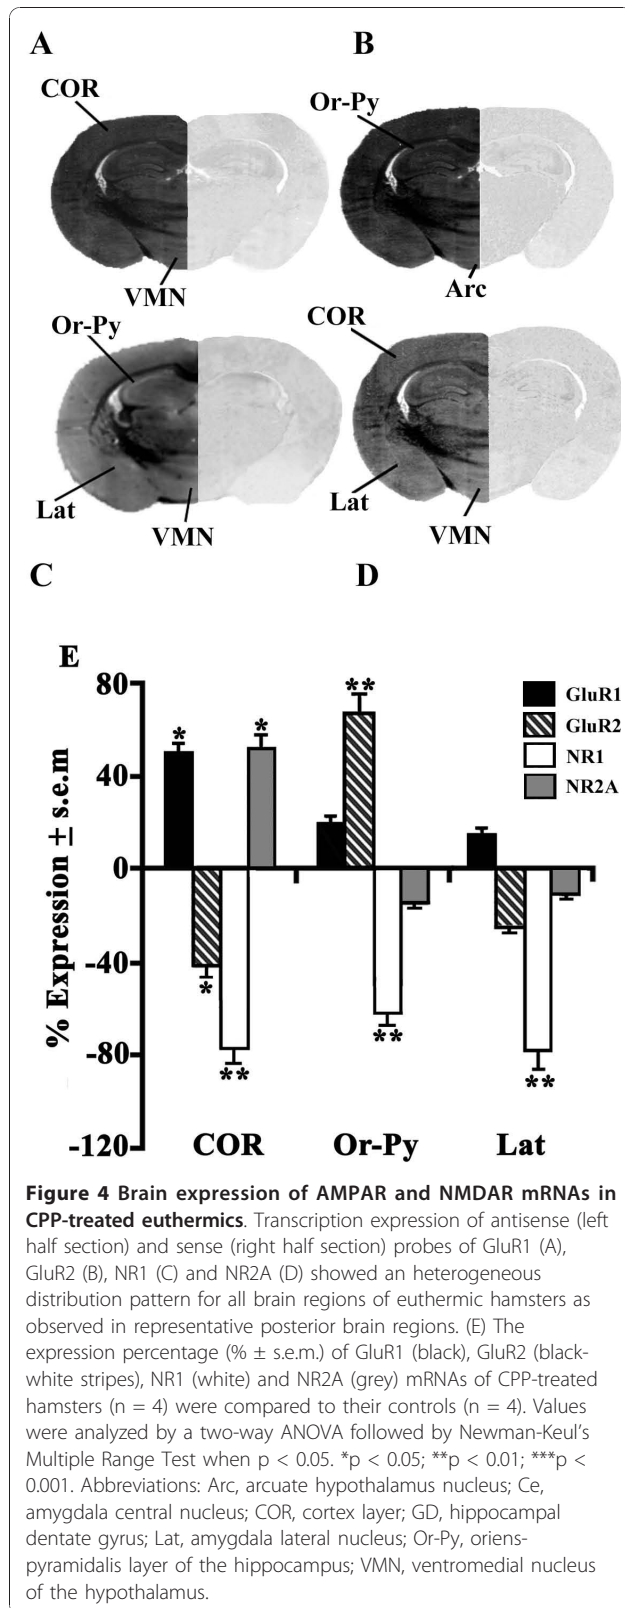 A
B
COR
Or-Py
VMN
Arc
Or-Py
COR
Lat
VMN
Lat
VMN
C
D
E
% Expression ± s.e.m
80
40
0
-40
-80
-120
*
*
*
**
**
**
**
GluR1
GluR2
NR1
NR2A
COR
Or-Py
Lat
Figure 4 Brain expression of AMPAR and NMDAR mRNAs in
CPP-treated euthermics. Transcription expression of antisense (left
half section) and sense (right half section) probes of GluR1 (A),
GluR2 (B), NR1 (C) and NR2A (D) showed an heterogeneous
distribution pattern for all brain regions of euthermic hamsters as
observed in representative posterior brain regions. (E) The
expression percentage (% ± s.e.m.) of GluR1 (black), GluR2 (black-
white stripes), NR1 (white) and NR2A (grey) mRNAs of CPP-treated
hamsters (n = 4) were compared to their controls (n = 4). Values
were analyzed by a two-way ANOVA followed by Newman-Keul's
Multiple Range Test when p < 0.05. *p < 0.05; **p < 0.01; ***p <
0.001. Abbreviations: Arc, arcuate hypothalamus nucleus; Ce,
amygdala central nucleus; COR, cortex layer; GD, hippocampal
dentate gyrus; Lat, amygdala lateral nucleus; Or-Py, oriens-
pyramidalis layer of the hippocampus; VMN, ventromedial nucleus
of the hypothalamus.